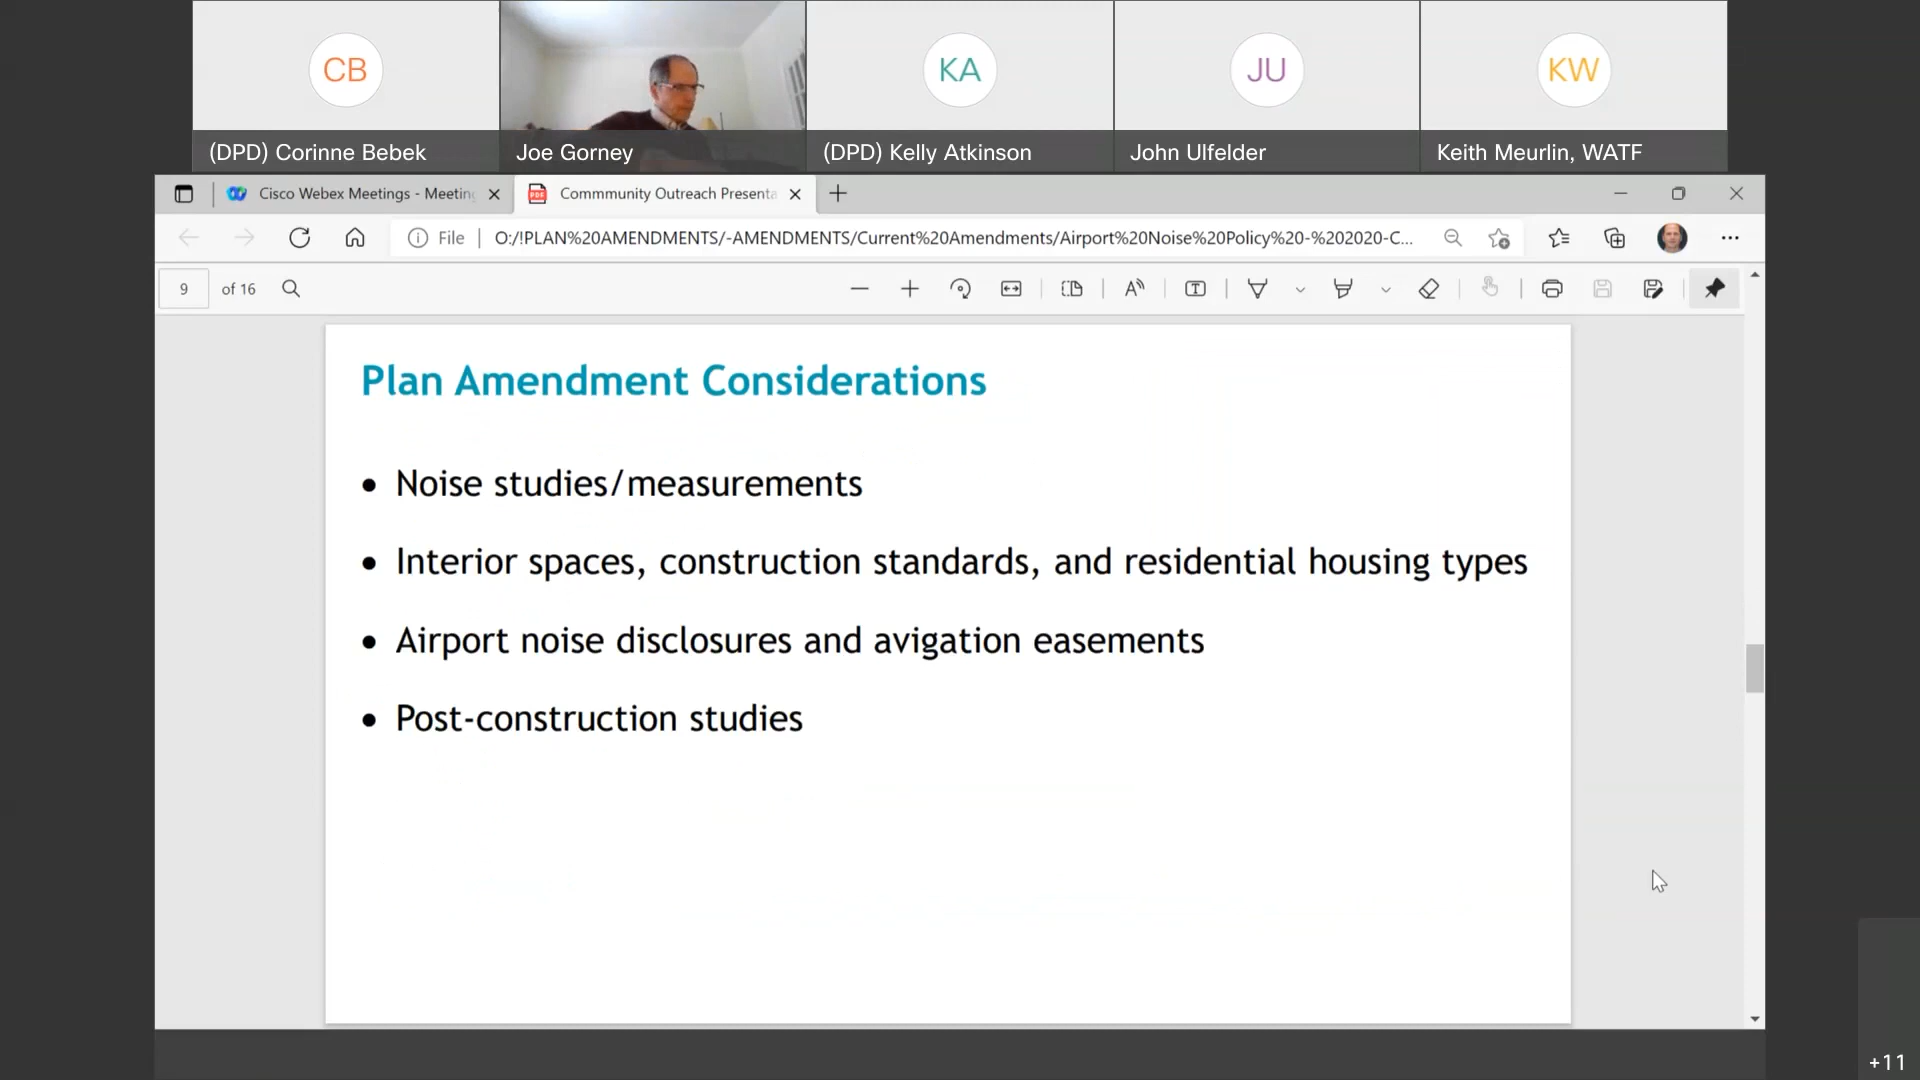 CB
KA
JU
KW
(DPD) Corinne Bebek
Joe Gorney
(DPD) Kelly Atkinson
John Ulfelder
Keith Meurlin, WATF
Cisco Webex Meetings - Meeting
Commmunity Outreach Presenta
File
O:/!PLAN%20AMENDMENTS/-AMENDMENTS/Current%20Amendments/Airport%20Noise%20Policy%20-%202020-C...
9 of 16
Plan Amendment Considerations
• Noise studies/measurements
• Interior spaces, construction standards, and residential housing types
• Airport noise disclosures and avigation easements
• Post-construction studies
+11